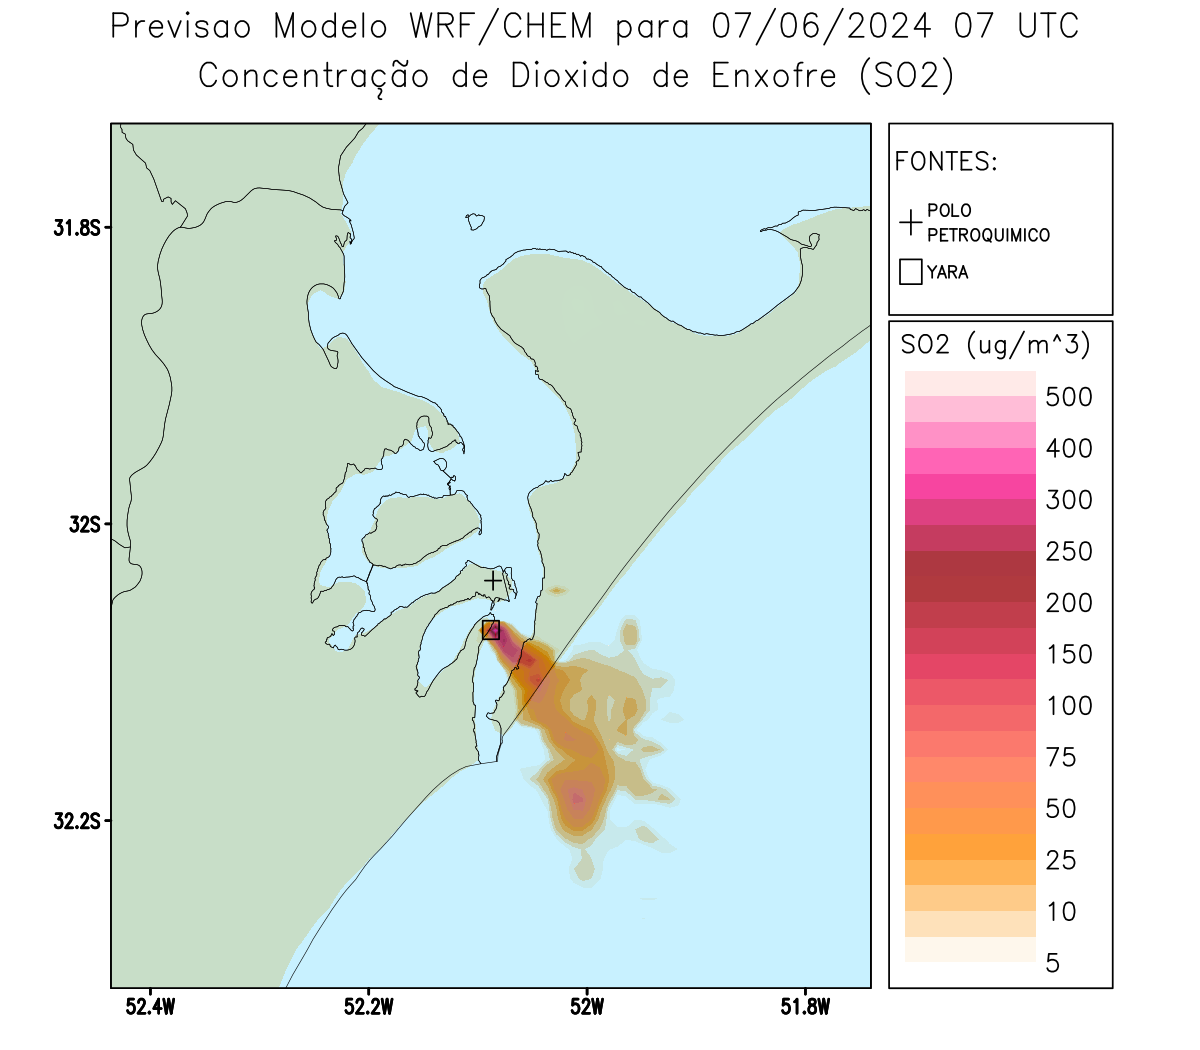 Previsao Modelo WRF/CHEM para 07/06/2024 07 UTC
Concentração de Dioxido de Enxofre (SO2)
FONTES:
POLO
PETROQUIMICO
YARA
SO2 (ug/m^3)
500
400
300
250
200
150
100
75
50
25
10
5
31.8S
32S
32.2S
52.4W
52.2W
52W
51.8W